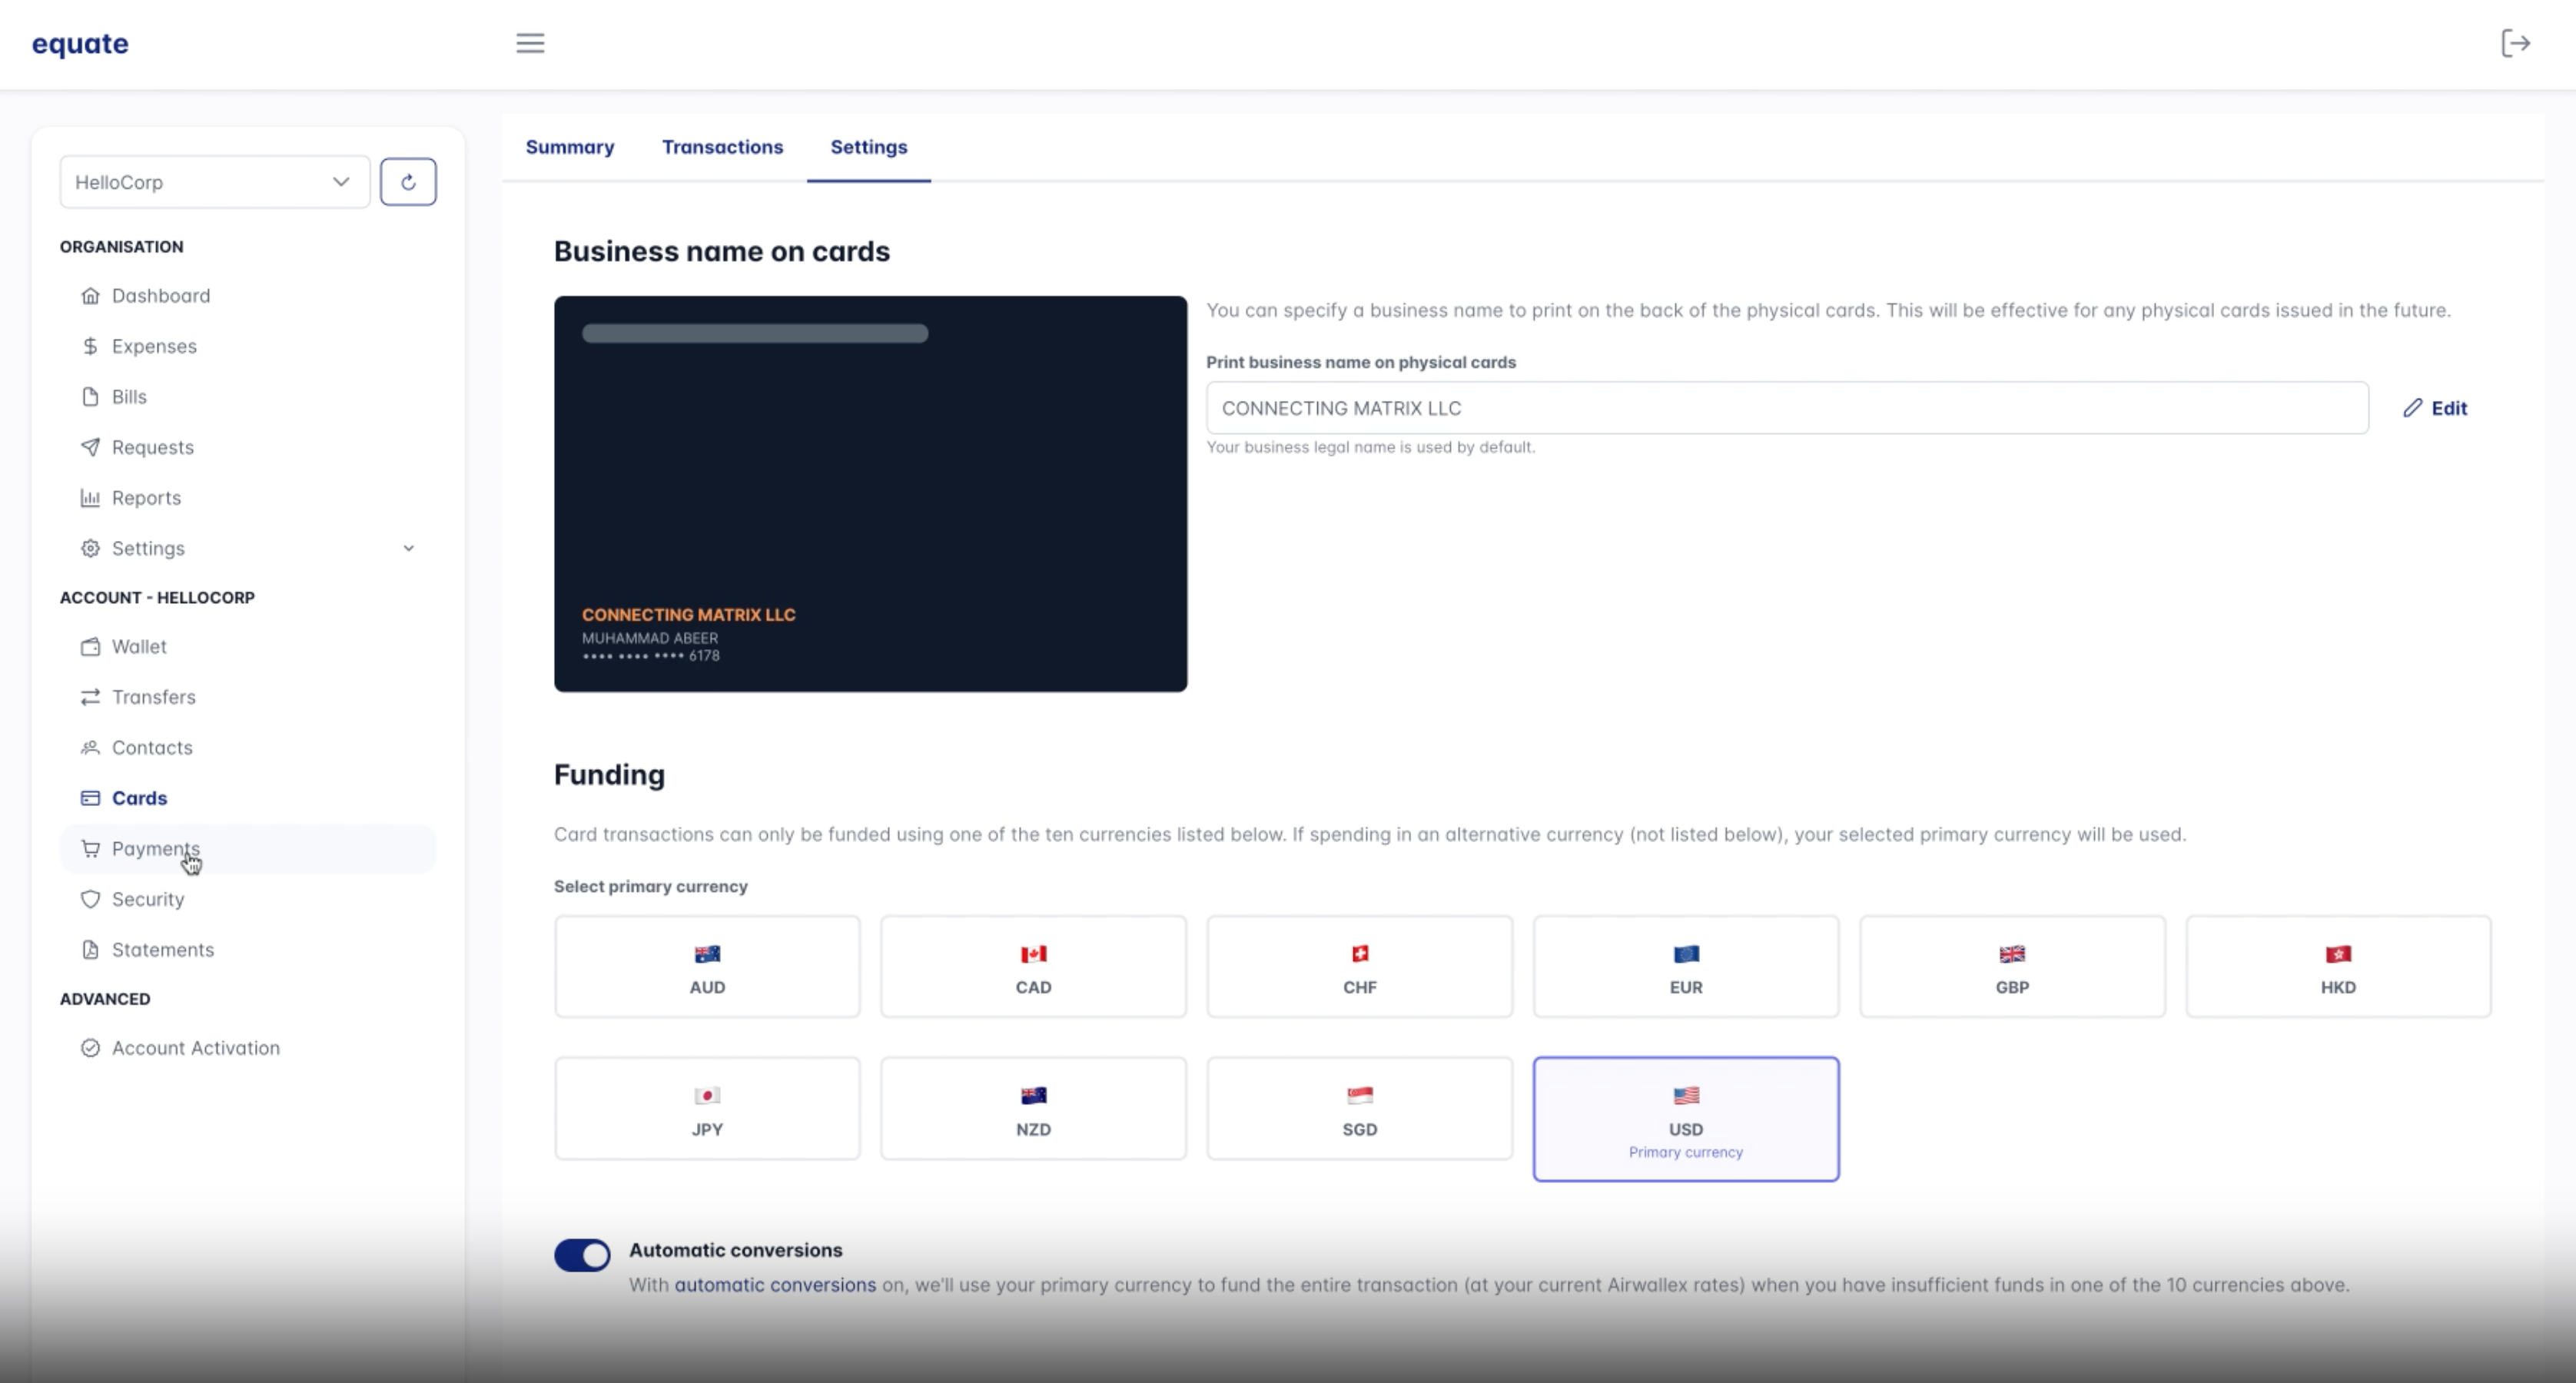 equate
HelloCorp
ORGANISATION
Dashboard
Expenses
Bills
Requests
Reports
Settings
ACCOUNT - HELLOCORP
Wallet
Transfers
Contacts
Cards
Payments
Security
Statements
ADVANCED
Account Activation
Summary Transactions Settings
Business name on cards
CONNECTING MATRIX LLC
MUHAMMAD ABEER
•••• •••• •••• 6178
You can specify a business name to print on the back of the physical cards. This will be effective for any physical cards issued in the future.
Print business name on physical cards
CONNECTING MATRIX LLC
Edit
Your business legal name is used by default.
Funding
Card transactions can only be funded using one of the ten currencies listed below. If spending in an alternative currency (not listed below), your selected primary currency will be used.
Select primary currency
AUD CAD CHF EUR GBP HKD
JPY NZD SGD USD
Primary currency
Automatic conversions
With automatic conversions on, we'll use your primary currency to fund the entire transaction (at your current Airwallex rates) when you have insufficient funds in one of the 10 currencies above.